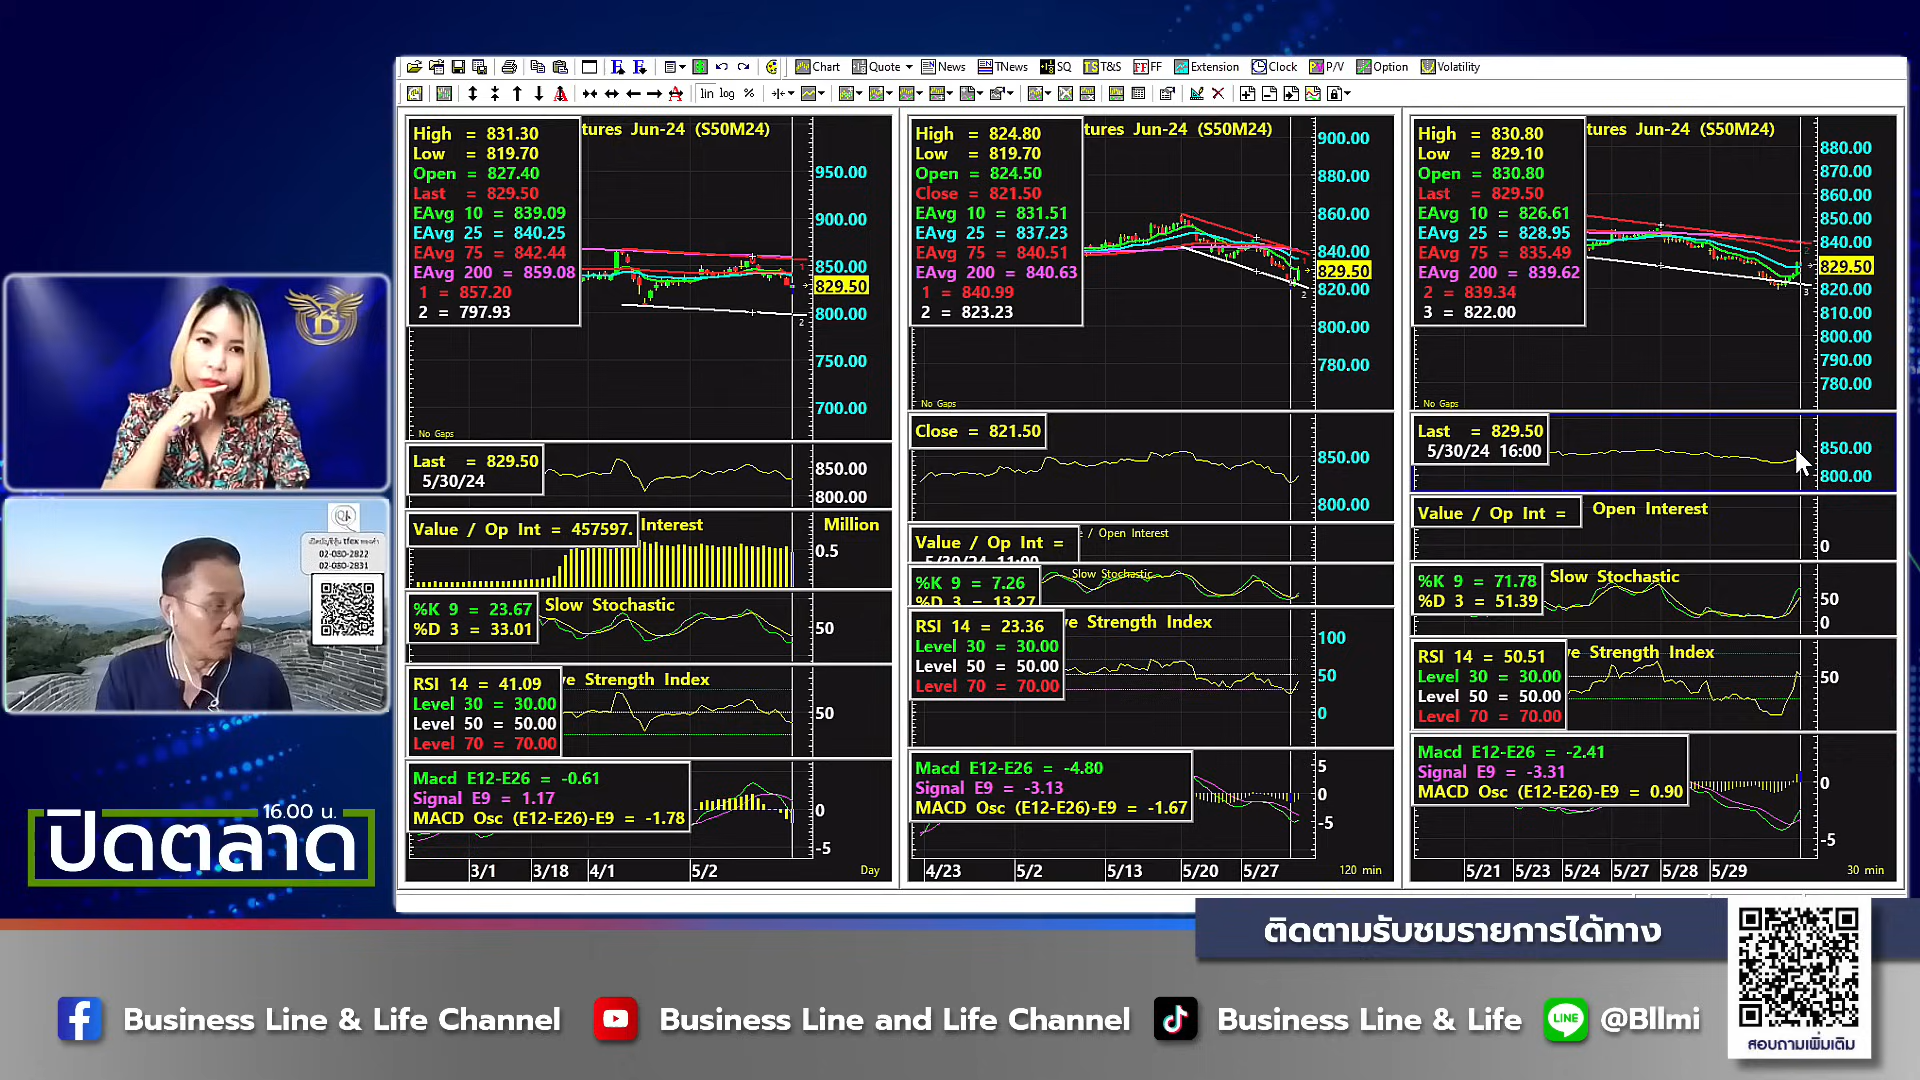 Chart
Quote
News
TNews
SQ
T&S
FF
Extension
Clock
P/V
Option
Volatility
lin log %
tures Jun-24 (S50M24)
High = 831.30
Low = 819.70
Open = 827.40
Last = 829.50
EAvg 10 = 839.09
EAvg 25 = 840.25
EAvg 75 = 842.44
EAvg 200 = 859.08
1 = 857.20
2 = 797.93
950.00
900.00
850.00
829.50
800.00
750.00
700.00
1
2
No Gaps
Last = 829.50
5/30/24
850.00
800.00
Value / Op Int = 457597.
Interest
Million
0.5
%K 9 = 23.67
%D 3 = 33.01
Slow Stochastic
50
RSI 14 = 41.09
Level 30 = 30.00
Level 50 = 50.00
Level 70 = 70.00
ve Strength Index
50
Macd E12-E26 = -0.61
Signal E9 = 1.17
MACD Osc (E12-E26)-E9 = -1.78
0
-5
3/1 3/18 4/1 5/2 Day
tures Jun-24 (S50M24)
High = 824.80
Low = 819.70
Open = 824.50
Close = 821.50
EAvg 10 = 831.51
EAvg 25 = 837.23
EAvg 75 = 840.51
EAvg 200 = 840.63
1 = 840.99
2 = 823.23
900.00
880.00
860.00
840.00
829.50
820.00
800.00
780.00
1
2
No Gaps
Close = 821.50
850.00
800.00
Value / Op Int =
5/30/24 11:00
e / Open Interest
%K 9 = 7.26
%D 3 = 13.27
Slow Stochastic
RSI 14 = 23.36
Level 30 = 30.00
Level 50 = 50.00
Level 70 = 70.00
ve Strength Index
100
50
0
Macd E12-E26 = -4.80
Signal E9 = -3.13
MACD Osc (E12-E26)-E9 = -1.67
5
0
-5
4/23 5/2 5/13 5/20 5/27 120 min
tures Jun-24 (S50M24)
High = 830.80
Low = 829.10
Open = 830.80
Last = 829.50
EAvg 10 = 826.61
EAvg 25 = 828.95
EAvg 75 = 835.49
EAvg 200 = 839.62
2 = 839.34
3 = 822.00
880.00
870.00
860.00
850.00
840.00
829.50
820.00
810.00
800.00
790.00
780.00
2
3
No Gaps
Last = 829.50
5/30/24 16:00
850.00
800.00
Value / Op Int =
Open Interest
0
%K 9 = 71.78
%D 3 = 51.39
Slow Stochastic
50
0
RSI 14 = 50.51
Level 30 = 30.00
Level 50 = 50.00
Level 70 = 70.00
ve Strength Index
50
Macd E12-E26 = -2.41
Signal E9 = -3.31
MACD Osc (E12-E26)-E9 = 0.90
0
-5
5/21 5/23 5/24 5/27 5/28 5/29 30 min
02-080-2822
02-080-2831
16.00 น.
ปิดตลาด
ติดตามรับชมรายการได้ทาง
Business Line & Life Channel
Business Line and Life Channel
Business Line & Life
LINE
@Bllmi
สอบถามเพิ่มเติม